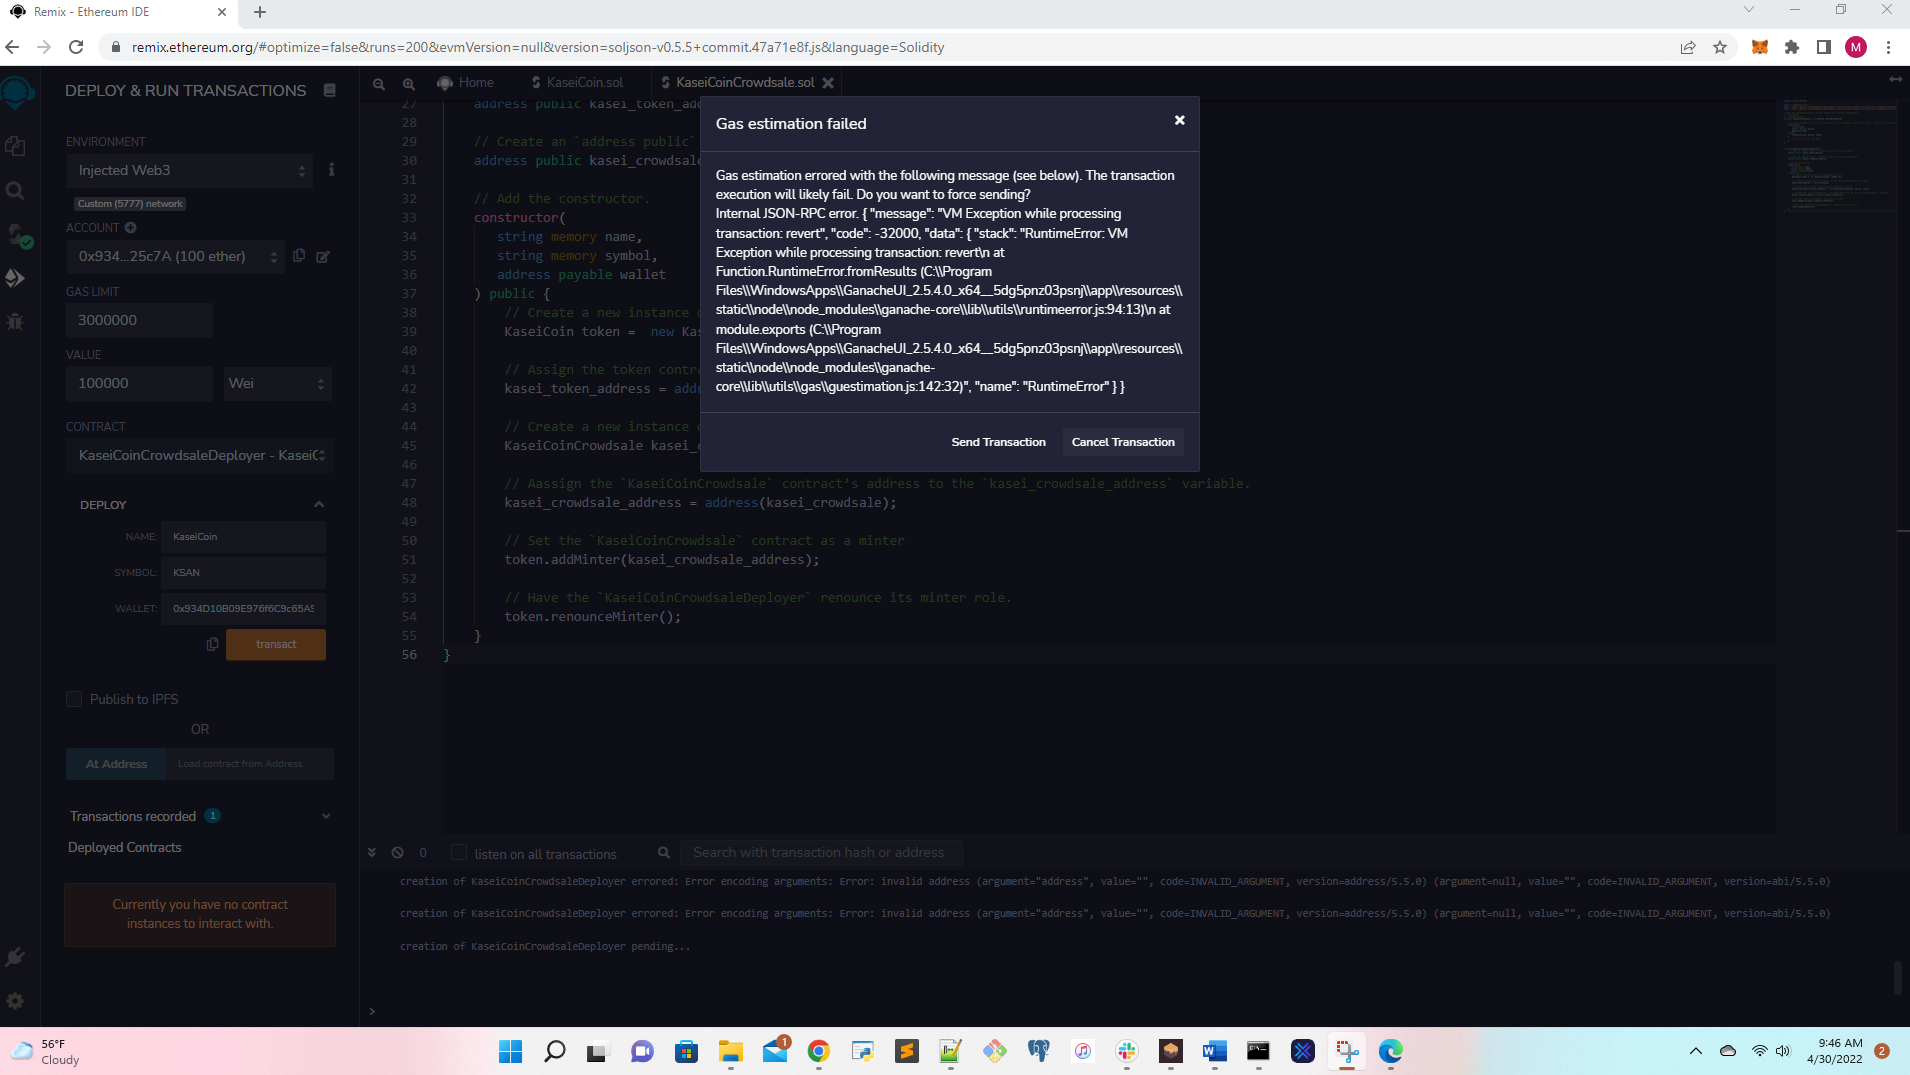 Remix - Ethereum IDE
remix.ethereum.org/#optimize=false&runs=200&evmVersion=null&version=soljson-v0.5.5+commit.47a71e8f.js&language=Solidity
M
DEPLOY & RUN TRANSACTIONS
ENVIRONMENT
Injected Web3
Custom (5777) network
ACCOUNT
0x934...25c7A (100 ether)
GAS LIMIT
3000000
VALUE
100000
Wei
CONTRACT
KaseiCoinCrowdsaleDeployer - KaseiC
DEPLOY
NAME: KaseiCoin
SYMBOL: KSAN
WALLET: 0x934D10B09E976f6C9c65AS
transact
Publish to IPFS
OR
At Address
Load contract from Address
Transactions recorded 1
Deployed Contracts
Currently you have no contract
instances to interact with.
Home
KaseiCoin.sol
KaseiCoinCrowdsale.sol
27 address public kasei_token_add
28
29 // Create an `address public`
30 address public kasei_crowdsale
31
32 // Add the constructor.
33 constructor(
34 string memory name,
35 string memory symbol,
36 address payable wallet
37 ) public {
38 // Create a new instance o
39 KaseiCoin token = new Kas
40
41 // Assign the token contra
42 kasei_token_address = addr
43
44 // Create a new instance o
45 KaseiCoinCrowdsale kasei_c
46
47 // Aassign the `KaseiCoinCrowdsale` contract’s address to the `kasei_crowdsale_address` variable.
48 kasei_crowdsale_address = address(kasei_crowdsale);
49
50 // Set the `KaseiCoinCrowdsale` contract as a minter
51 token.addMinter(kasei_crowdsale_address);
52
53 // Have the `KaseiCoinCrowdsaleDeployer` renounce its minter role.
54 token.renounceMinter();
55 }
56 }
Gas estimation failed
Gas estimation errored with the following message (see below). The transaction
execution will likely fail. Do you want to force sending?
Internal JSON-RPC error. { "message": "VM Exception while processing
transaction: revert", "code": -32000, "data": { "stack": "RuntimeError: VM
Exception while processing transaction: revert\n at
Function.RuntimeError.fromResults (C:\\Program
Files\\WindowsApps\\GanacheUI_2.5.4.0_x64__5dg5pnz03psnj\\app\\resources\\
static\\node\\node_modules\\ganache-core\\lib\\utils\\runtimeerror.js:94:13)\n at
module.exports (C:\\Program
Files\\WindowsApps\\GanacheUI_2.5.4.0_x64__5dg5pnz03psnj\\app\\resources\\
static\\node\\node_modules\\ganache-
core\\lib\\utils\\gas\\guestimation.js:142:32)", "name": "RuntimeError" } }
Send Transaction
Cancel Transaction
0
listen on all transactions
Search with transaction hash or address
creation of KaseiCoinCrowdsaleDeployer errored: Error encoding arguments: Error: invalid address (argument="address", value="", code=INVALID_ARGUMENT, version=address/5.5.0) (argument=null, value="", code=INVALID_ARGUMENT, version=abi/5.5.0)
creation of KaseiCoinCrowdsaleDeployer errored: Error encoding arguments: Error: invalid address (argument="address", value="", code=INVALID_ARGUMENT, version=address/5.5.0) (argument=null, value="", code=INVALID_ARGUMENT, version=abi/5.5.0)
creation of KaseiCoinCrowdsaleDeployer pending...
>
56°F
Cloudy
1
9:46 AM
4/30/2022
2